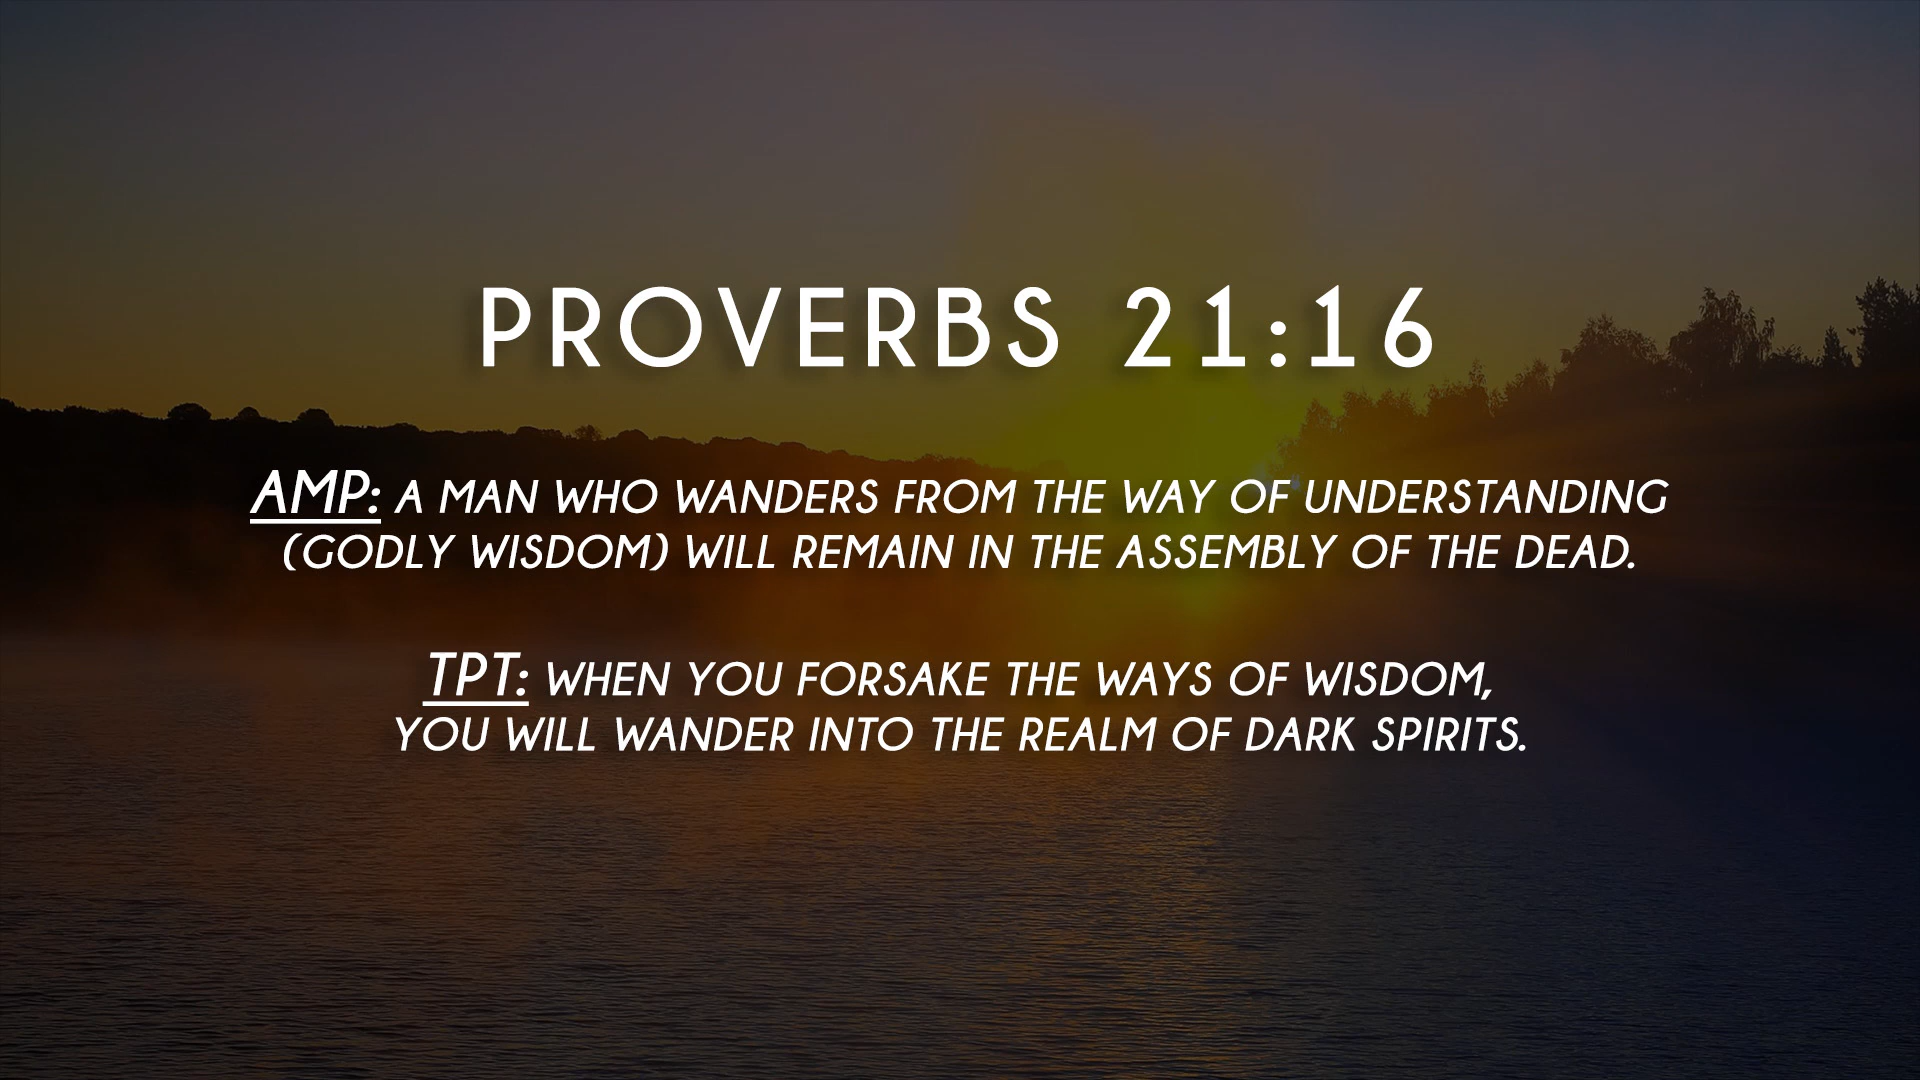 PROVERBS 21:16
AMP: A MAN WHO WANDERS FROM THE WAY OF UNDERSTANDING
(GODLY WISDOM) WILL REMAIN IN THE ASSEMBLY OF THE DEAD.
TPT: WHEN YOU FORSAKE THE WAYS OF WISDOM,
YOU WILL WANDER INTO THE REALM OF DARK SPIRITS.